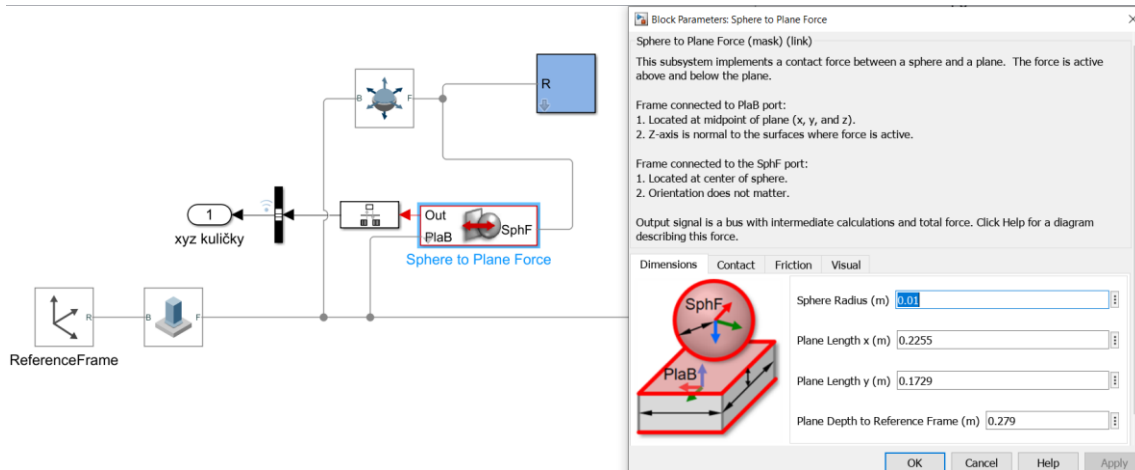 B
F
R
Out
PlaB
SphF
1
xyz kuličky
Sphere to Plane Force
R
B
F
ReferenceFrame
Block Parameters: Sphere to Plane Force
Sphere to Plane Force (mask) (link)
This subsystem implements a contact force between a sphere and a plane. The force is active
above and below the plane.
Frame connected to PlaB port:
1. Located at midpoint of plane (x, y, and z).
2. Z-axis is normal to the surfaces where force is active.
Frame connected to the SphF port:
1. Located at center of sphere.
2. Orientation does not matter.
Output signal is a bus with intermediate calculations and total force. Click Help for a diagram
describing this force.
Dimensions Contact Friction Visual
SphF
PlaB
Sphere Radius (m) 0.01
Plane Length x (m) 0.2255
Plane Length y (m) 0.1729
Plane Depth to Reference Frame (m) 0.279
OK Cancel Help Apply